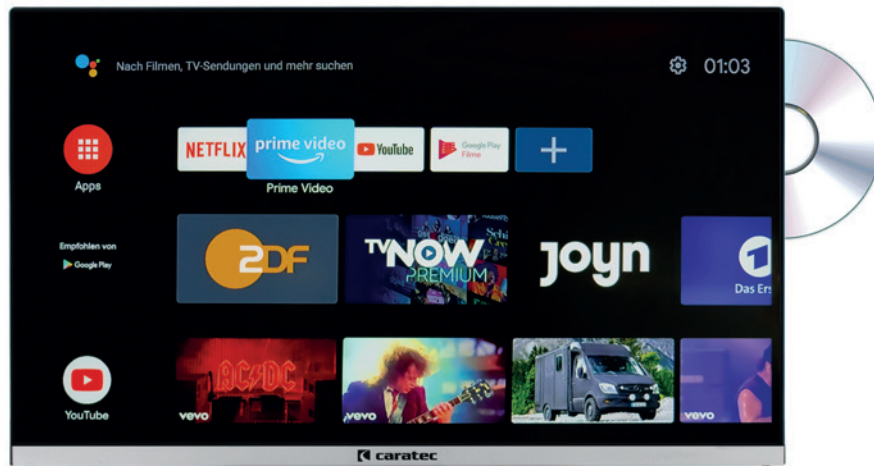 Nach Filmen, TV-Sendungen und mehr suchen
01:03
Apps
NETFLIX
prime video
YouTube
Google Play
Filme
Prime Video
Empfohlen von
Google Play
2DF
TVNOW
PREMIUM
joyn
1
Das Ers
YouTube
AC/DC
vevo
vevo
vevo
caratec